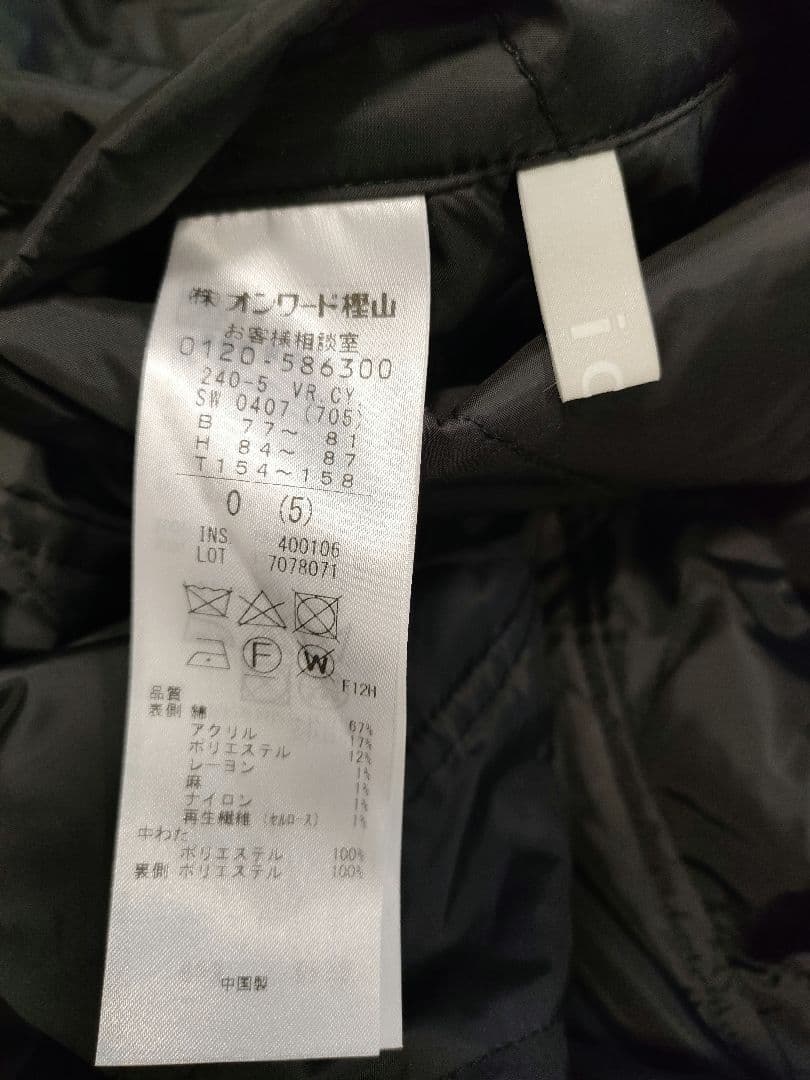 ㈱ オンワード樫山
お客様相談室
0120-586300
240-5 VR.CY.
SW 0407 (705)
B 77～ 81
H 84～ 87
T154～158
0 (5)
INS. 400106
LOT 7078071
F
W
F12H
品質
表側 綿 67%
アクリル 17%
ポリエステル 12%
レーヨン 1%
麻 1%
ナイロン 1%
再生繊維（セルロース） 1%
中わた
ポリエステル 100%
裏側 ポリエステル 100%
中国製